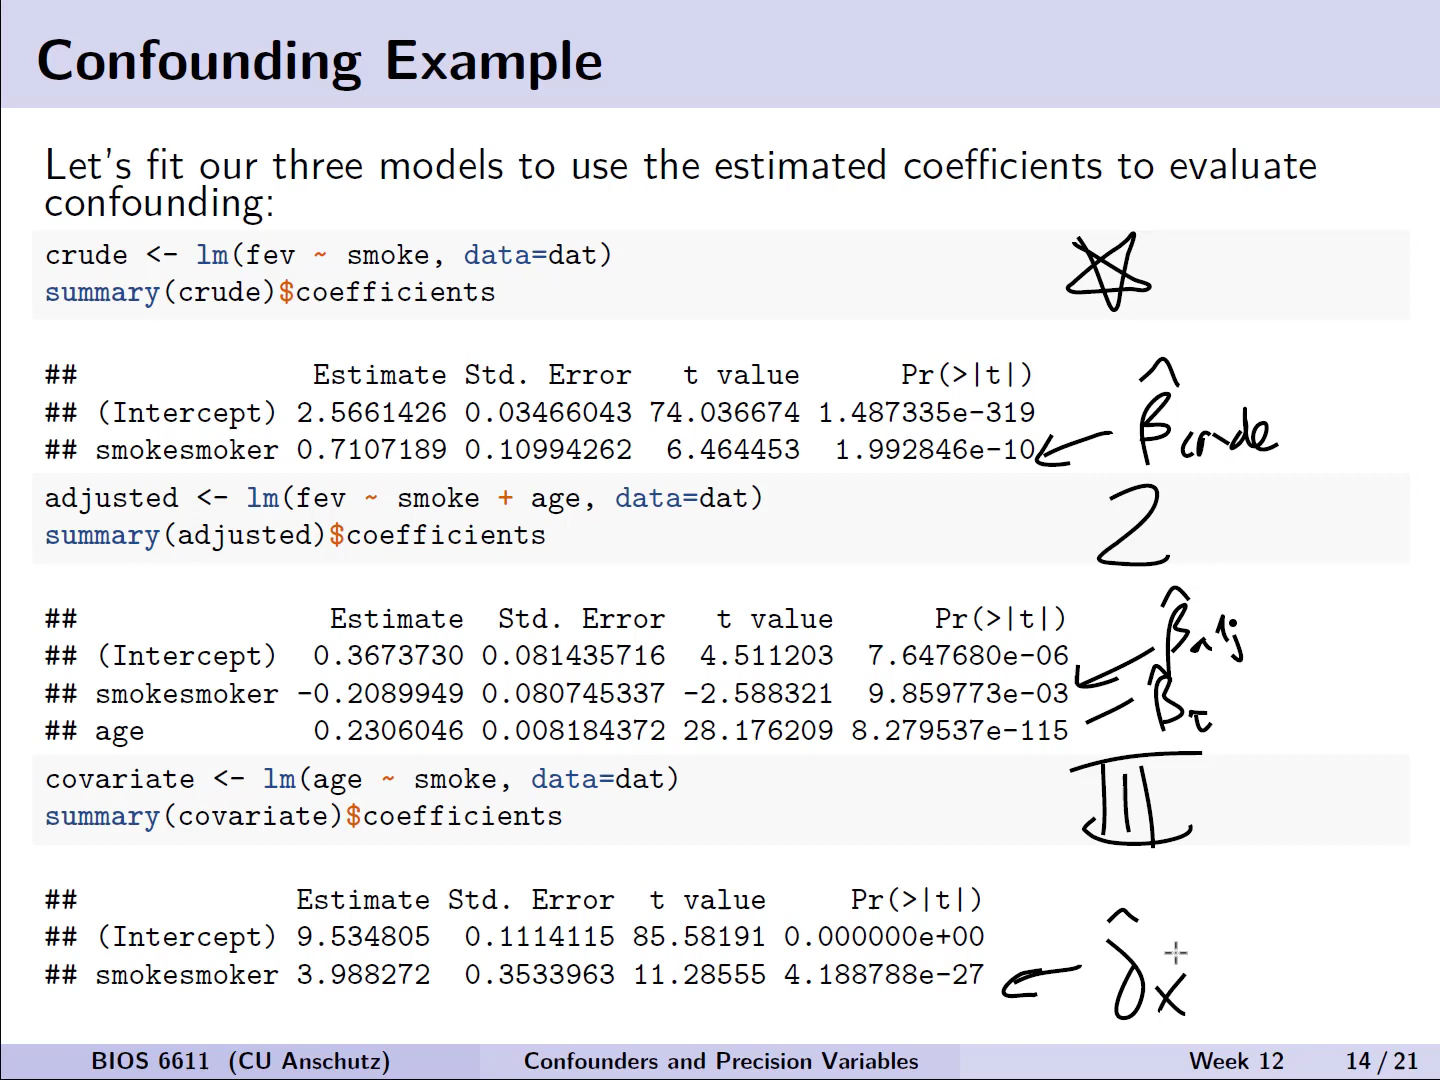 Confounding Example
Let's fit our three models to use the estimated coefficients to evaluate
confounding:
crude <- lm(fev ~ smoke, data=dat)
summary(crude)$coefficients
## Estimate Std. Error t value Pr(>|t|)
## (Intercept) 2.5661426 0.03466043 74.036674 1.487335e-319
## smokesmoker 0.7107189 0.10994262 6.464453 1.992846e-10
β̂crude
adjusted <- lm(fev ~ smoke + age, data=dat)
summary(adjusted)$coefficients
2
## Estimate Std. Error t value Pr(>|t|)
## (Intercept) 0.3673730 0.081435716 4.511203 7.647680e-06
## smokesmoker -0.2089949 0.080745337 -2.588321 9.859773e-03
## age 0.2306046 0.008184372 28.176209 8.279537e-115
β̂adj
covariate <- lm(age ~ smoke, data=dat)
summary(covariate)$coefficients
III
## Estimate Std. Error t value Pr(>|t|)
## (Intercept) 9.534805 0.1114115 85.58191 0.000000e+00
## smokesmoker 3.988272 0.3533963 11.28555 4.188788e-27
BIOS 6611 (CU Anschutz) Confounders and Precision Variables Week 12 14 / 21